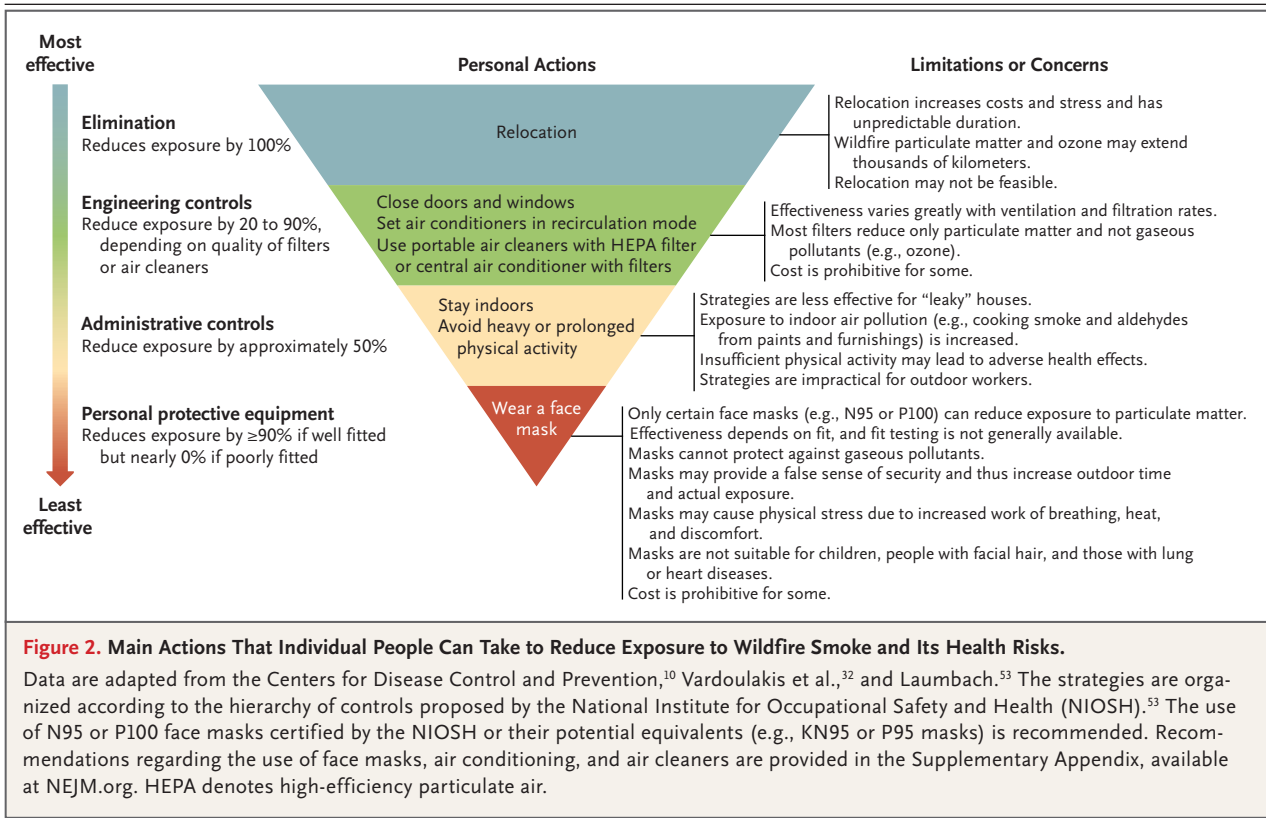 Most
effective
Personal Actions
Limitations or Concerns
Elimination
Reduces exposure by 100%
Relocation
Relocation increases costs and stress and has
unpredictable duration.
Wildfire particulate matter and ozone may extend
thousands of kilometers.
Relocation may not be feasible.
Engineering controls
Reduce exposure by 20 to 90%,
depending on quality of filters
or air cleaners
Close doors and windows
Set air conditioners in recirculation mode
Use portable air cleaners with HEPA filter
or central air conditioner with filters
Effectiveness varies greatly with ventilation and filtration rates.
Most filters reduce only particulate matter and not gaseous
pollutants (e.g., ozone).
Cost is prohibitive for some.
Administrative controls
Reduce exposure by approximately 50%
Stay indoors
Avoid heavy or prolonged
physical activity
Strategies are less effective for “leaky” houses.
Exposure to indoor air pollution (e.g., cooking smoke and aldehydes
from paints and furnishings) is increased.
Insufficient physical activity may lead to adverse health effects.
Strategies are impractical for outdoor workers.
Personal protective equipment
Reduces exposure by ≥90% if well fitted
but nearly 0% if poorly fitted
Wear a face
mask
Only certain face masks (e.g., N95 or P100) can reduce exposure to particulate matter.
Effectiveness depends on fit, and fit testing is not generally available.
Masks cannot protect against gaseous pollutants.
Masks may provide a false sense of security and thus increase outdoor time
and actual exposure.
Masks may cause physical stress due to increased work of breathing, heat,
and discomfort.
Masks are not suitable for children, people with facial hair, and those with lung
or heart diseases.
Cost is prohibitive for some.
Least
effective
Figure 2. Main Actions That Individual People Can Take to Reduce Exposure to Wildfire Smoke and Its Health Risks.
Data are adapted from the Centers for Disease Control and Prevention,10 Vardoulakis et al.,32 and Laumbach.53 The strategies are orga-
nized according to the hierarchy of controls proposed by the National Institute for Occupational Safety and Health (NIOSH).53 The use
of N95 or P100 face masks certified by the NIOSH or their potential equivalents (e.g., KN95 or P95 masks) is recommended. Recom-
mendations regarding the use of face masks, air conditioning, and air cleaners are provided in the Supplementary Appendix, available
at NEJM.org. HEPA denotes high-efficiency particulate air.